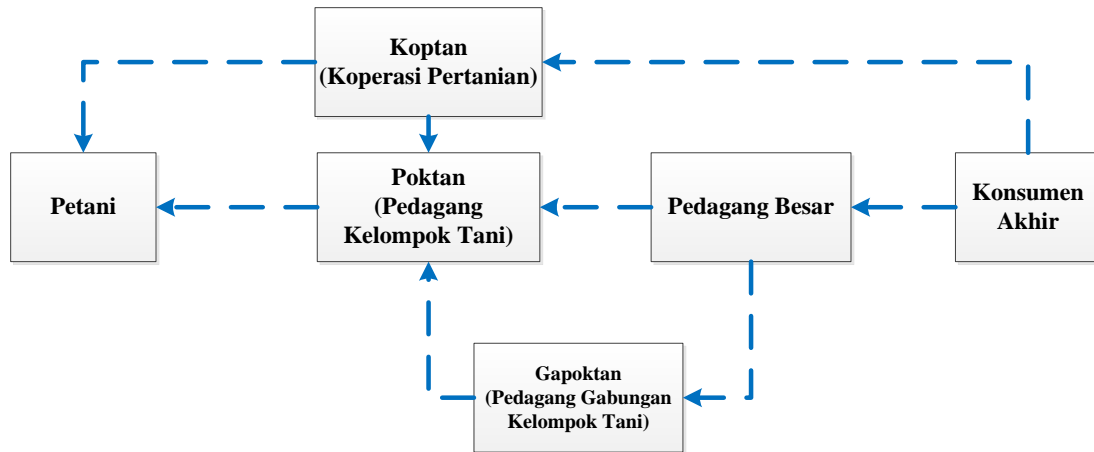 Koptan
(Koperasi Pertanian)
Petani
Poktan
(Pedagang
Kelompok Tani)
Pedagang Besar
Konsumen
Akhir
Gapoktan
(Pedagang Gabungan
Kelompok Tani)